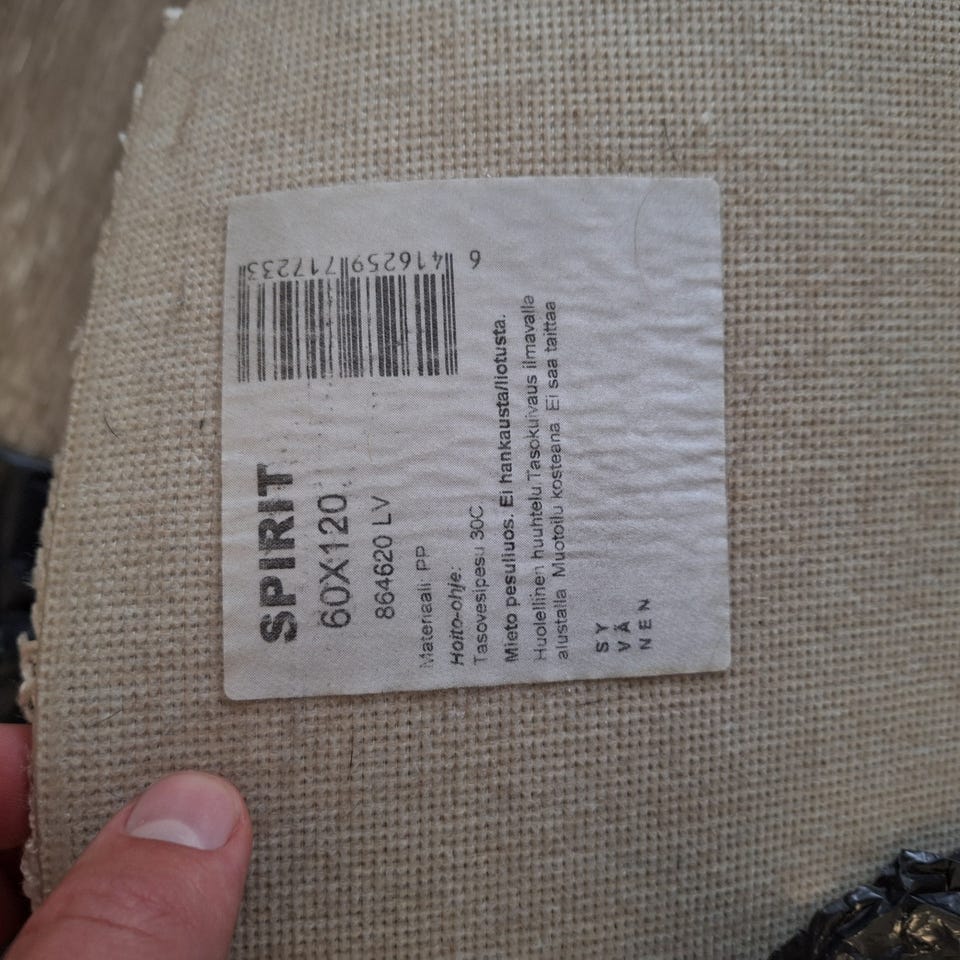 SPIRIT
60X120
864620 LV
6 416259 717233
Materiaali: PP
Hoito-ohje:
Tasovesipesu 30C
Mieto pesuliuos. Ei hankausta/liotusta.
Huolellinen huuhtelu.Tasokuivaus ilmavalla
alustalla. Muotoilu kosteana. Ei saa taittaa
SY
VÄ
NEN